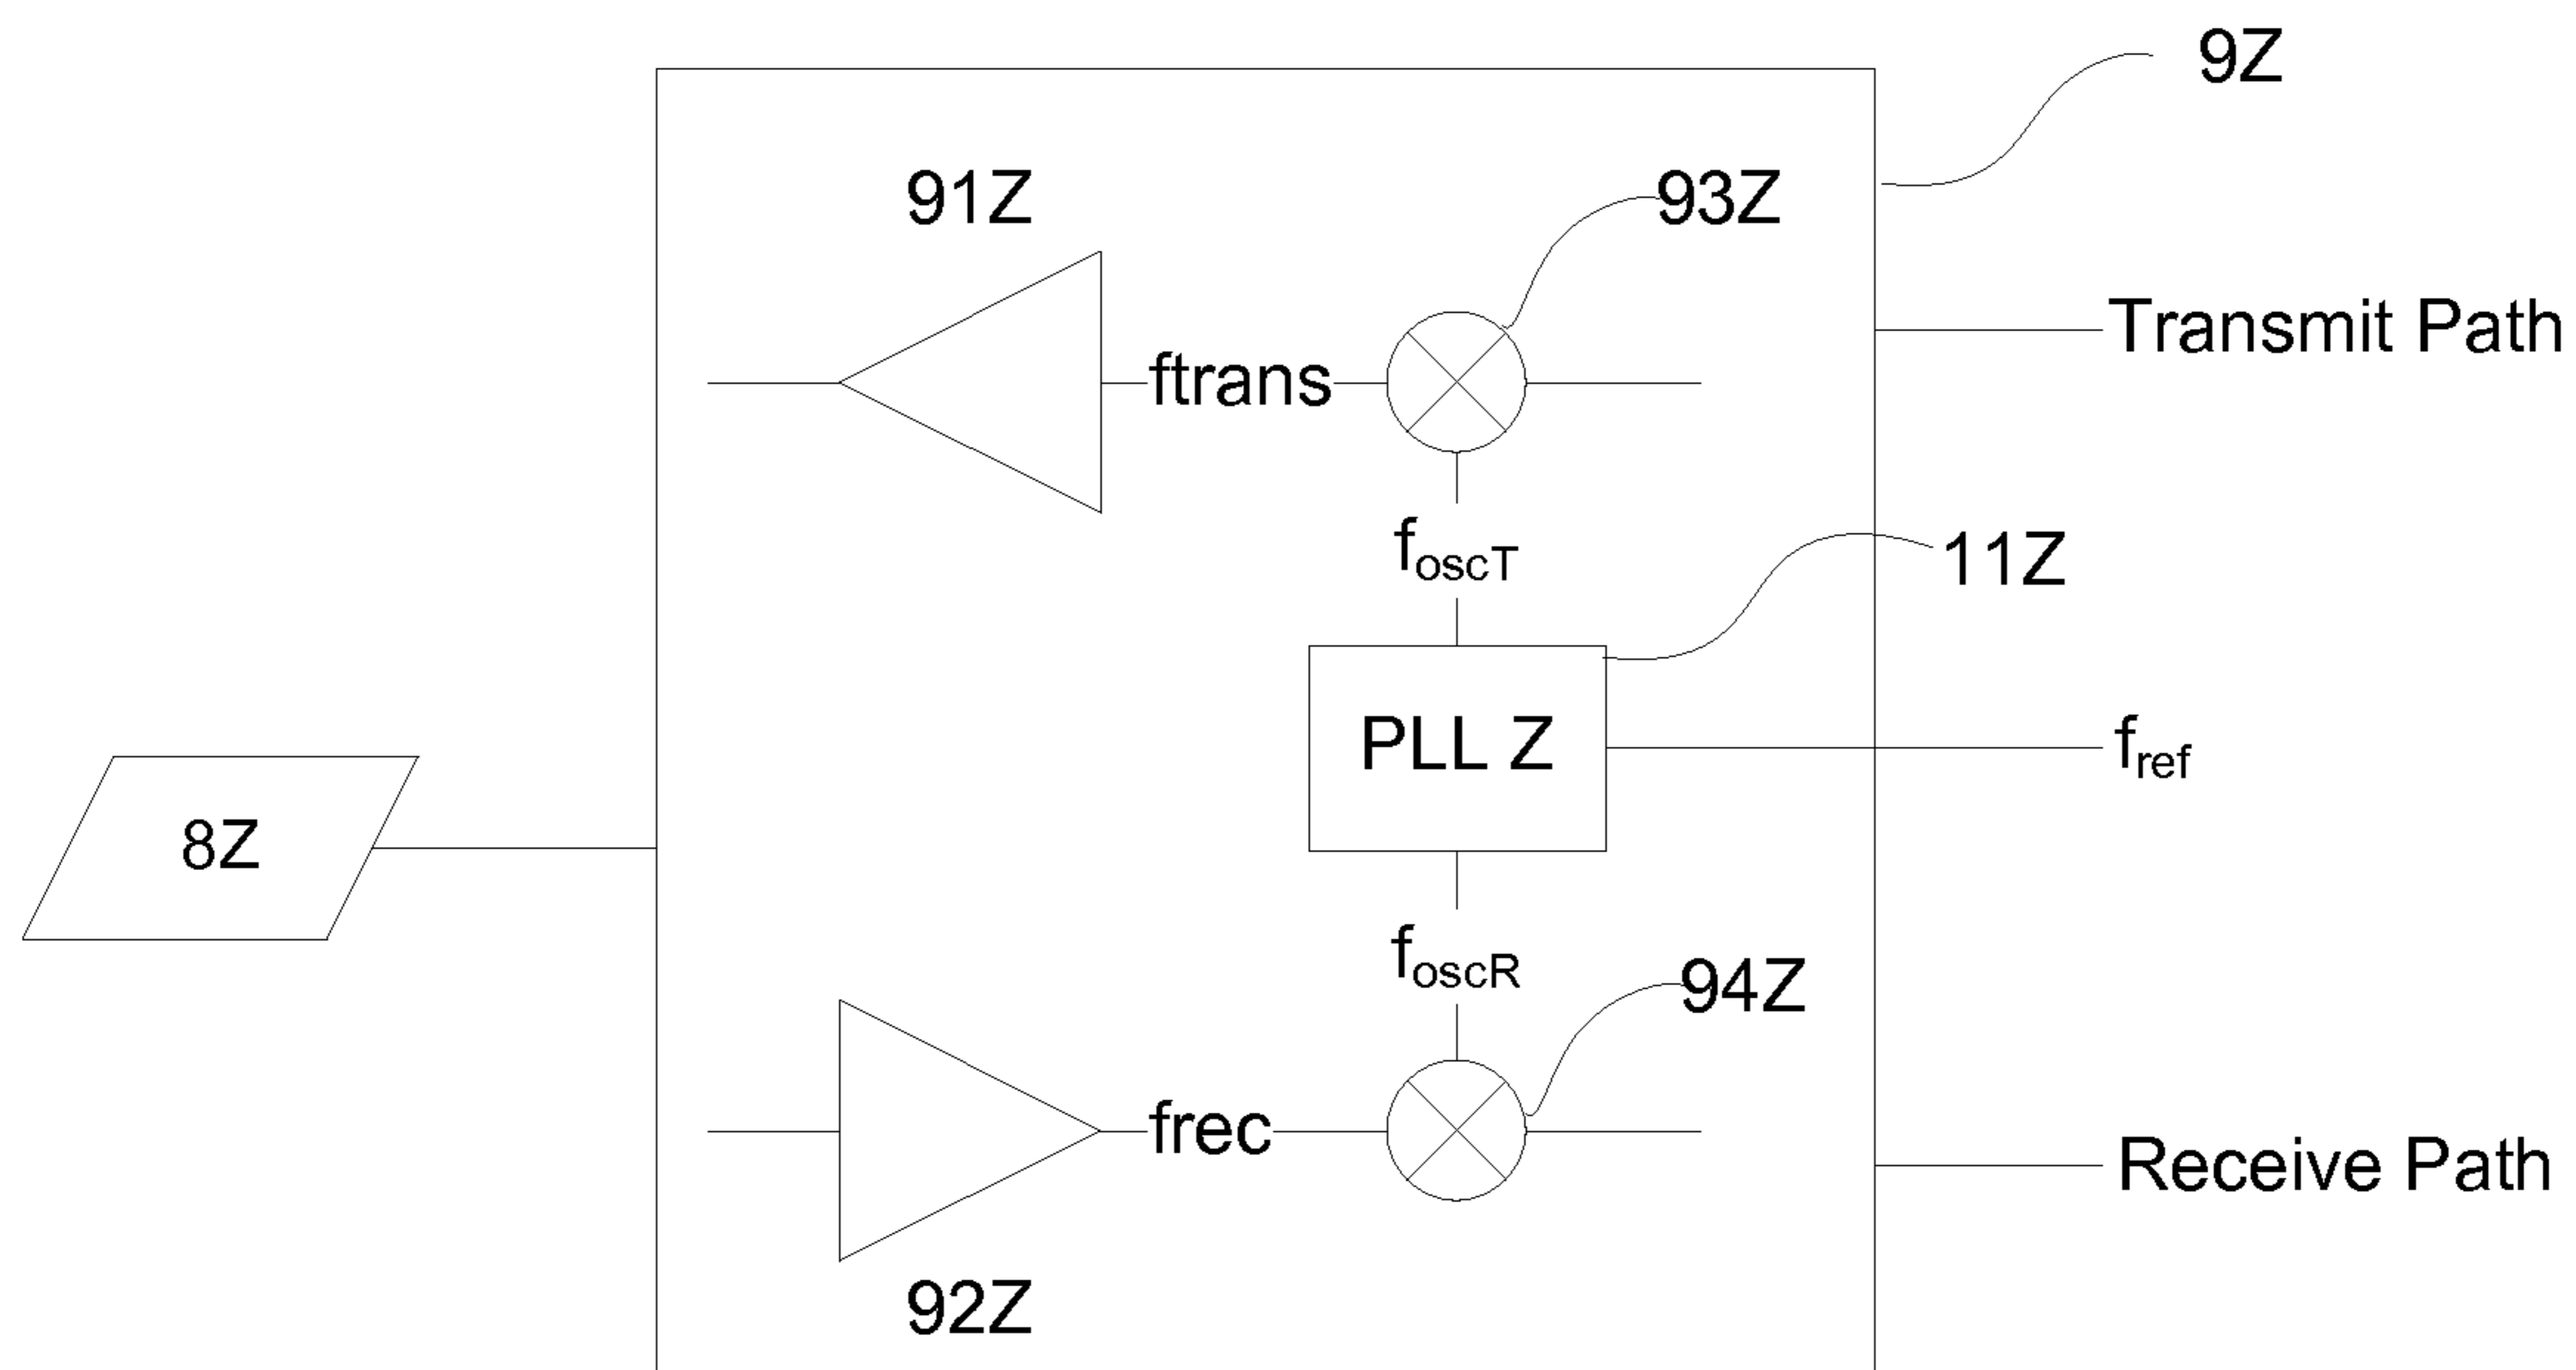 9Z
91Z
93Z
Transmit Path
ftrans
foscT
11Z
PLL Z
fref
8Z
foscR
94Z
frec
Receive Path
92Z